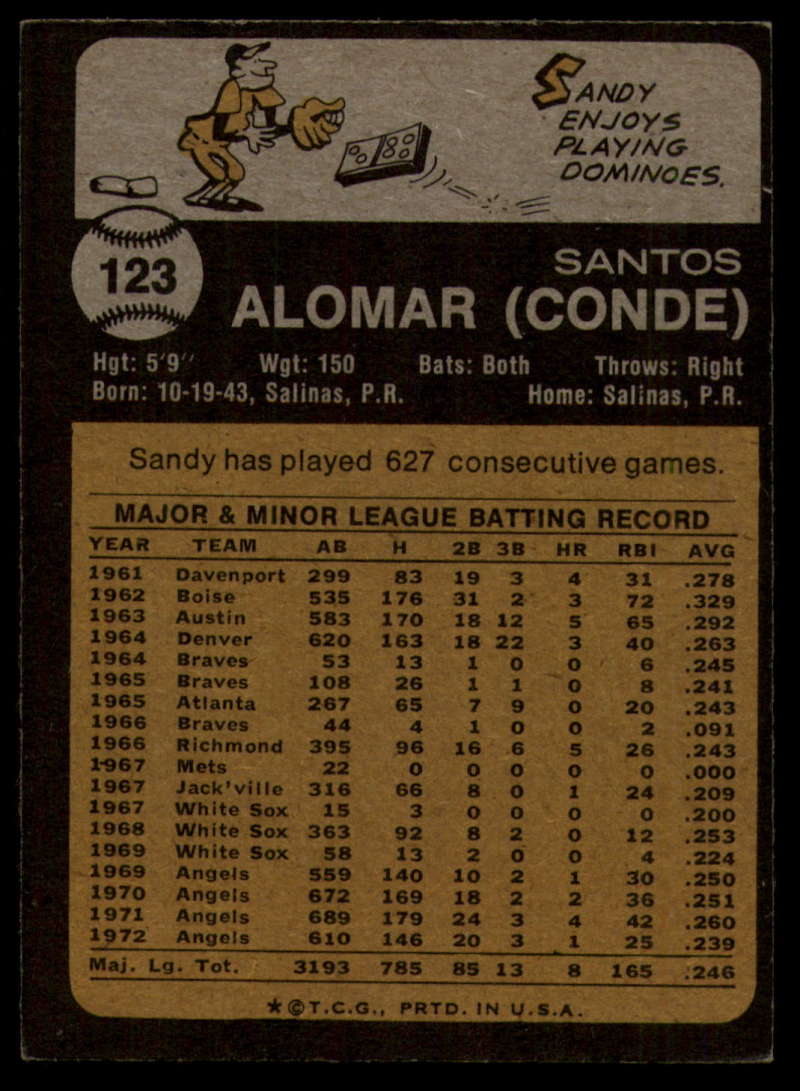 SANDY
ENJOYS
PLAYING
DOMINOES.
123
SANTOS
ALOMAR (CONDE)
Hgt: 5'9" Wgt: 150 Bats: Both Throws: Right
Born: 10-19-43, Salinas, P.R. Home: Salinas, P.R.
Sandy has played 627 consecutive games.
MAJOR & MINOR LEAGUE BATTING RECORD
YEAR TEAM AB H 2B 3B HR RBI AVG
1961 Davenport 299 83 19 3 4 31 .278
1962 Boise 535 176 31 2 3 72 .329
1963 Austin 583 170 18 12 5 65 .292
1964 Denver 620 163 18 22 3 40 .263
1964 Braves 53 13 1 0 0 6 .245
1965 Braves 108 26 1 1 0 8 .241
1965 Atlanta 267 65 7 9 0 20 .243
1966 Braves 44 4 1 0 0 2 .091
1966 Richmond 395 96 16 6 5 26 .243
1967 Mets 22 0 0 0 0 0 .000
1967 Jack'ville 316 66 8 0 1 24 .209
1967 White Sox 15 3 0 0 0 0 .200
1968 White Sox 363 92 8 2 0 12 .253
1969 White Sox 58 13 2 0 0 4 .224
1969 Angels 559 140 10 2 1 30 .250
1970 Angels 672 169 18 2 2 36 .251
1971 Angels 689 179 24 3 4 42 .260
1972 Angels 610 146 20 3 1 25 .239
Maj. Lg. Tot. 3193 785 85 13 8 165 .246
*©T.C.G., PRTD. IN U.S.A.